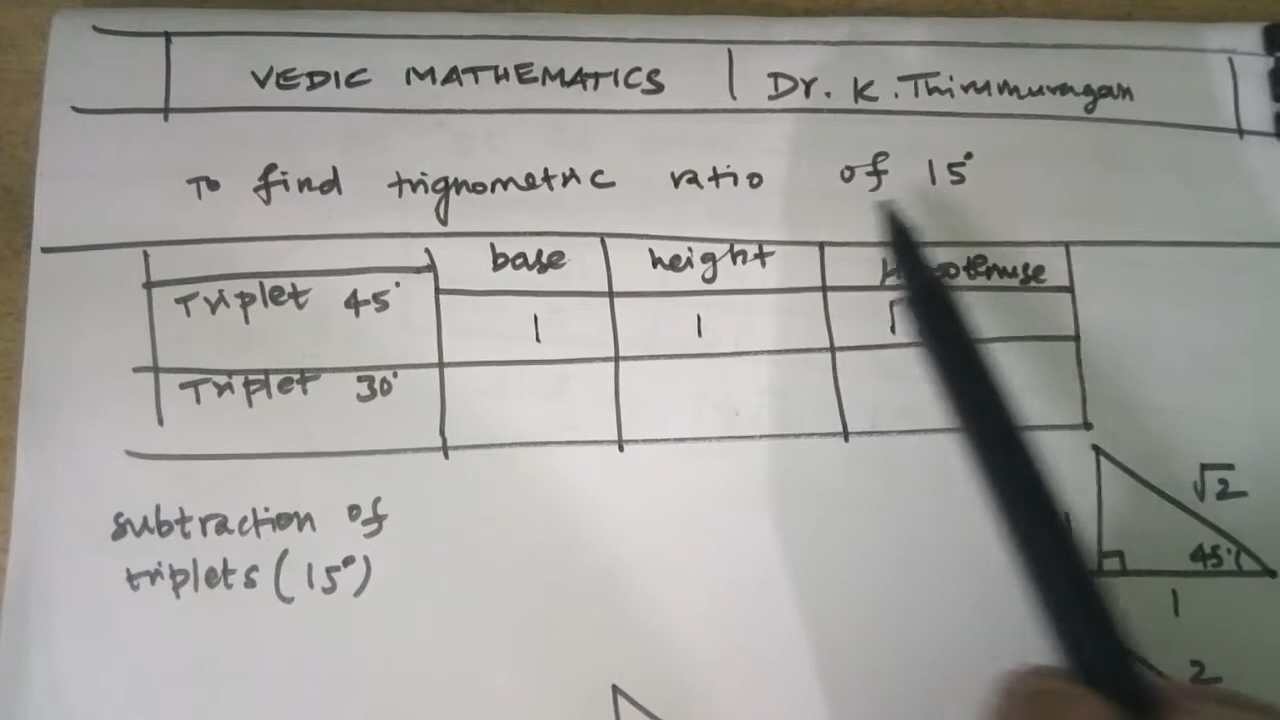 VEDIC MATHEMATICS | Dr. K. Thirumurugan
To find trignometric ratio of 15°
base height
Triplet 45° 1 1
Triplet 30°
subtraction of
triplets (15°)
√2
45°
1
2